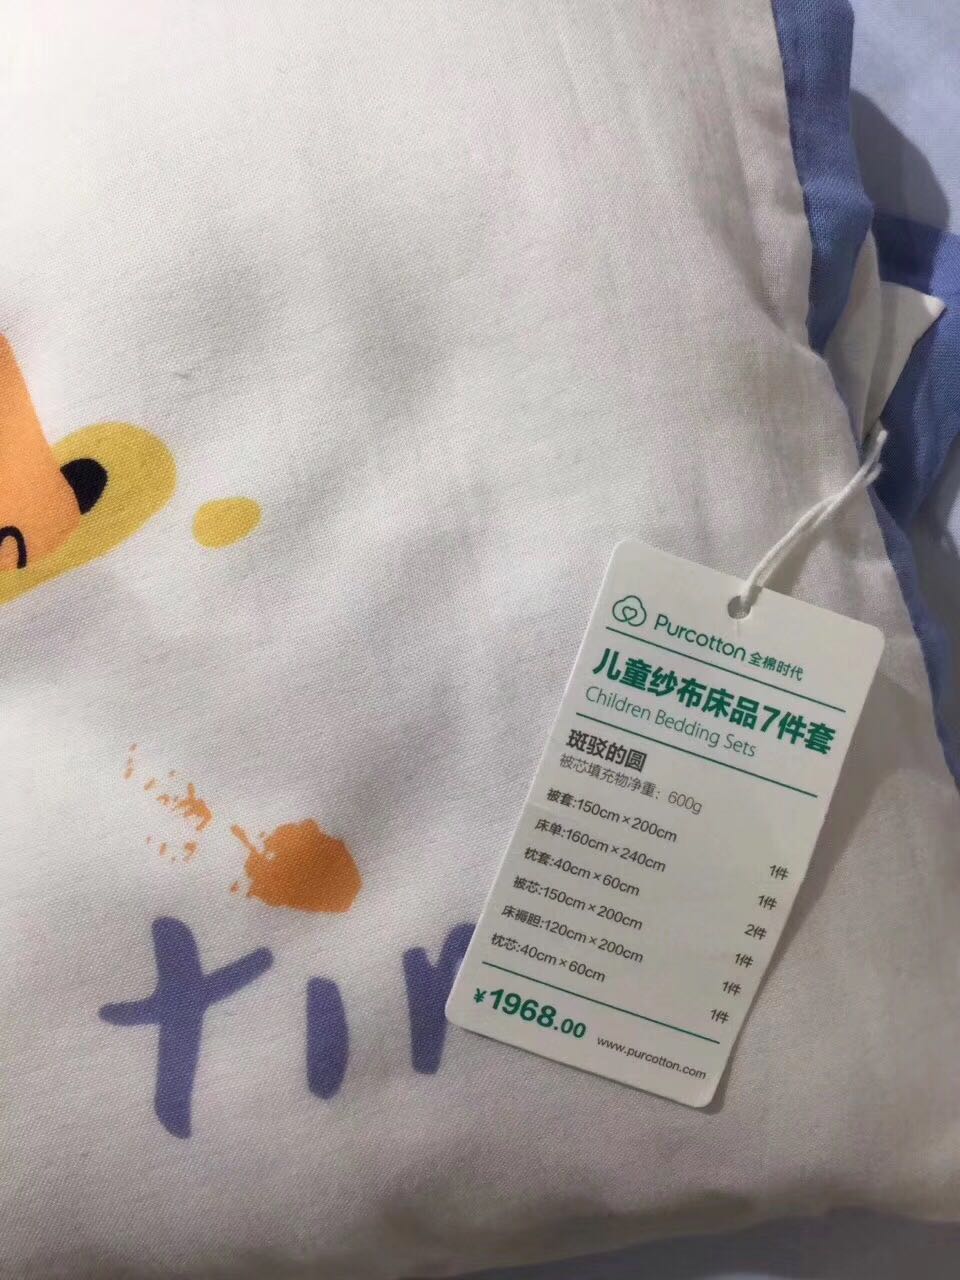 Purcotton 全棉时代
儿童纱布床品7件套
Children Bedding Sets
斑驳的圆
被芯填充物净重：600g
被套:150cm×200cm 1件
床单:160cm×240cm 1件
枕套:40cm×60cm 2件
被芯:150cm×200cm 1件
床褥胆:120cm×200cm 1件
枕芯:40cm×60cm 1件
¥1968.00
www.purcotton.com